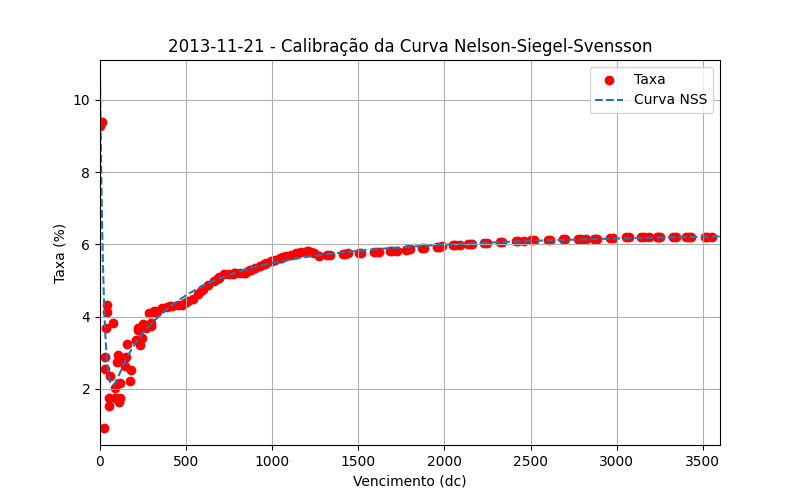 2013-11-21 - Calibração da Curva Nelson-Siegel-Svensson
Taxa
Curva NSS
Taxa (%)
10
8
6
4
2
0 500 1000 1500 2000 2500 3000 3500
Vencimento (dc)